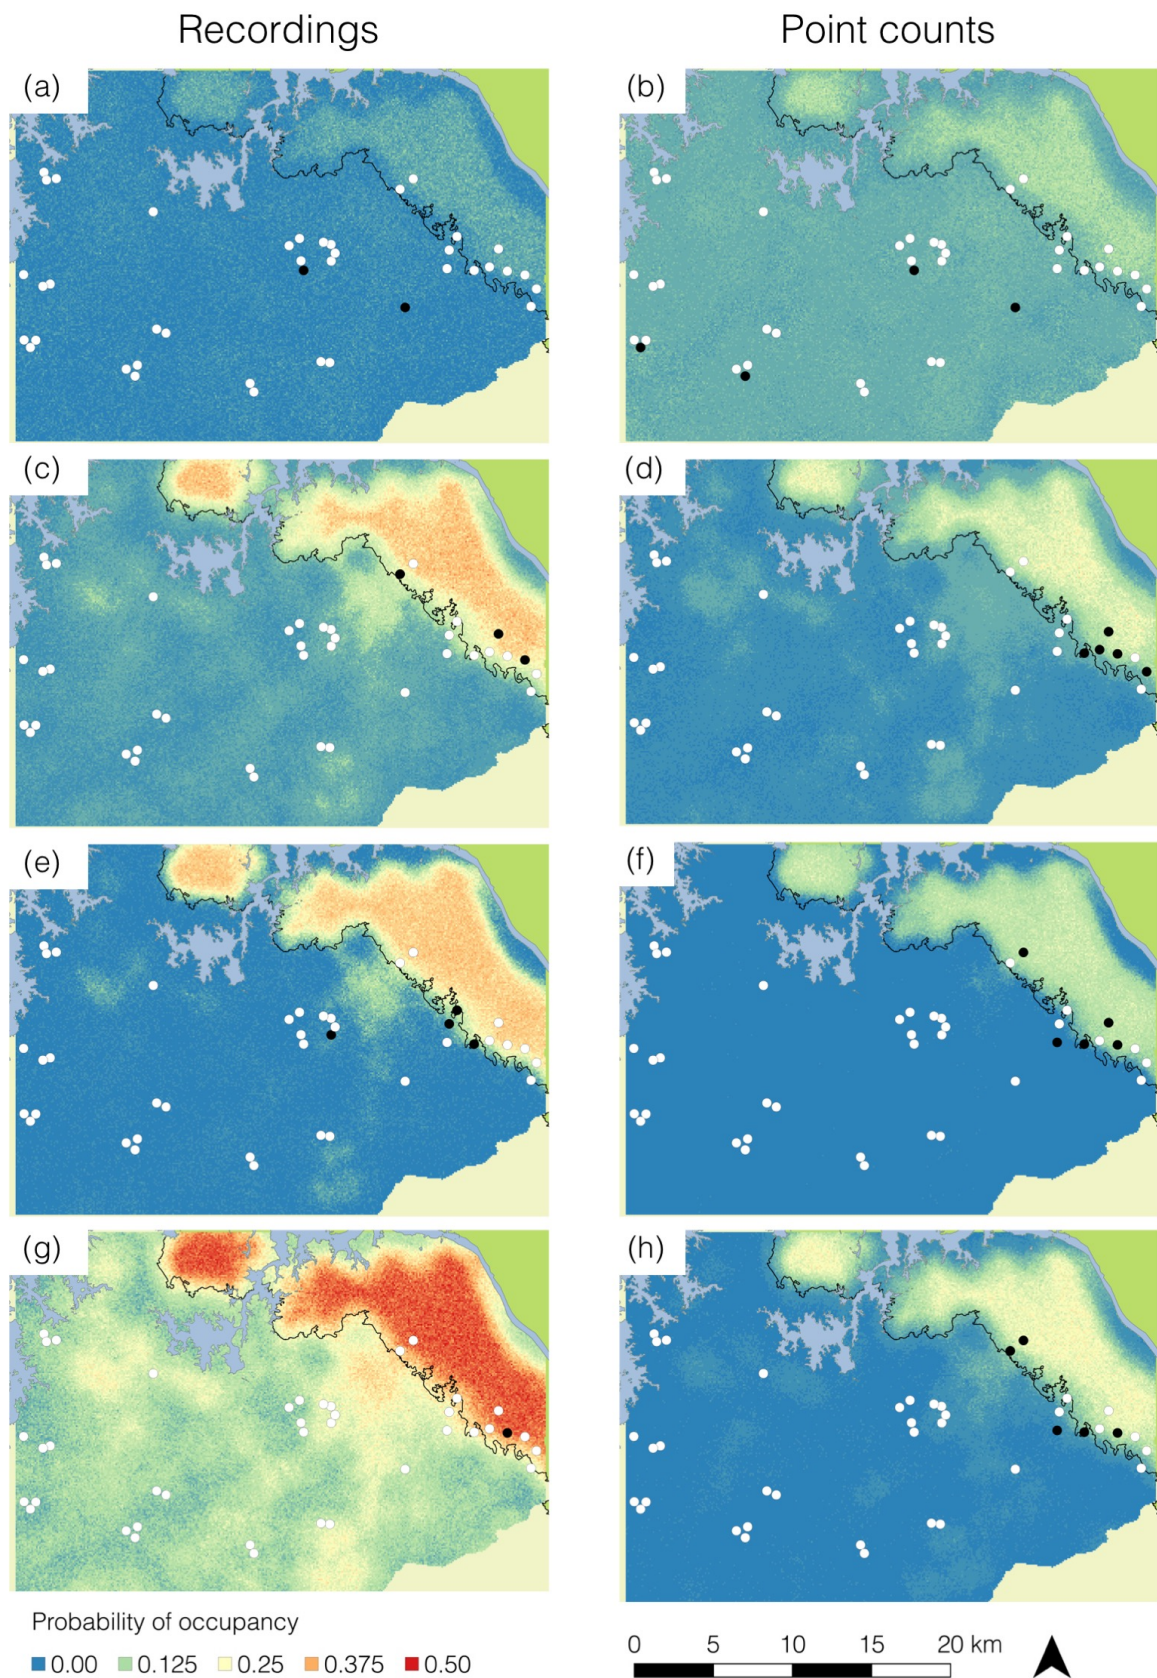 Recordings Point counts
(a) (b)
(c) (d)
(e) (f)
(g) (h)
Probability of occupancy
0.00 0.125 0.25 0.375 0.50
0 5 10 15 20 km